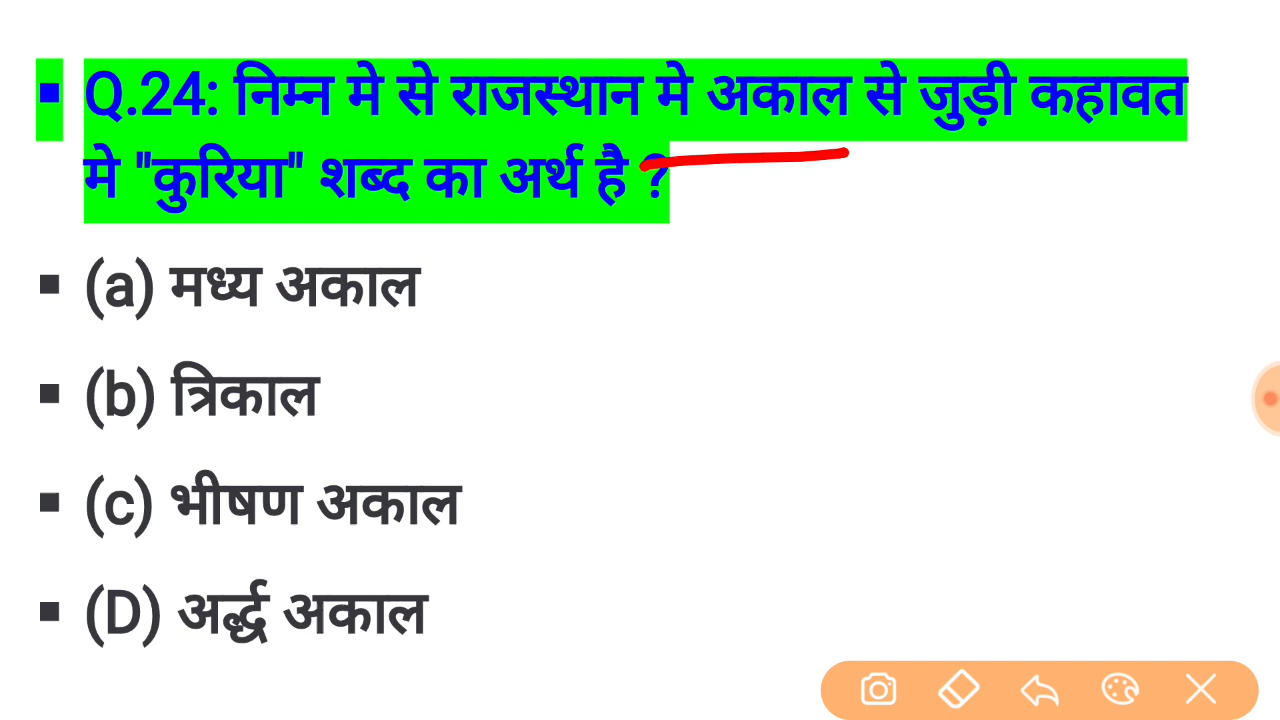 Q.24: निम्न मे से राजस्थान मे अकाल से जुड़ी कहावत
मे "कुरिया" शब्द का अर्थ है ?
(a) मध्य अकाल
(b) त्रिकाल
(c) भीषण अकाल
(D) अर्द्ध अकाल